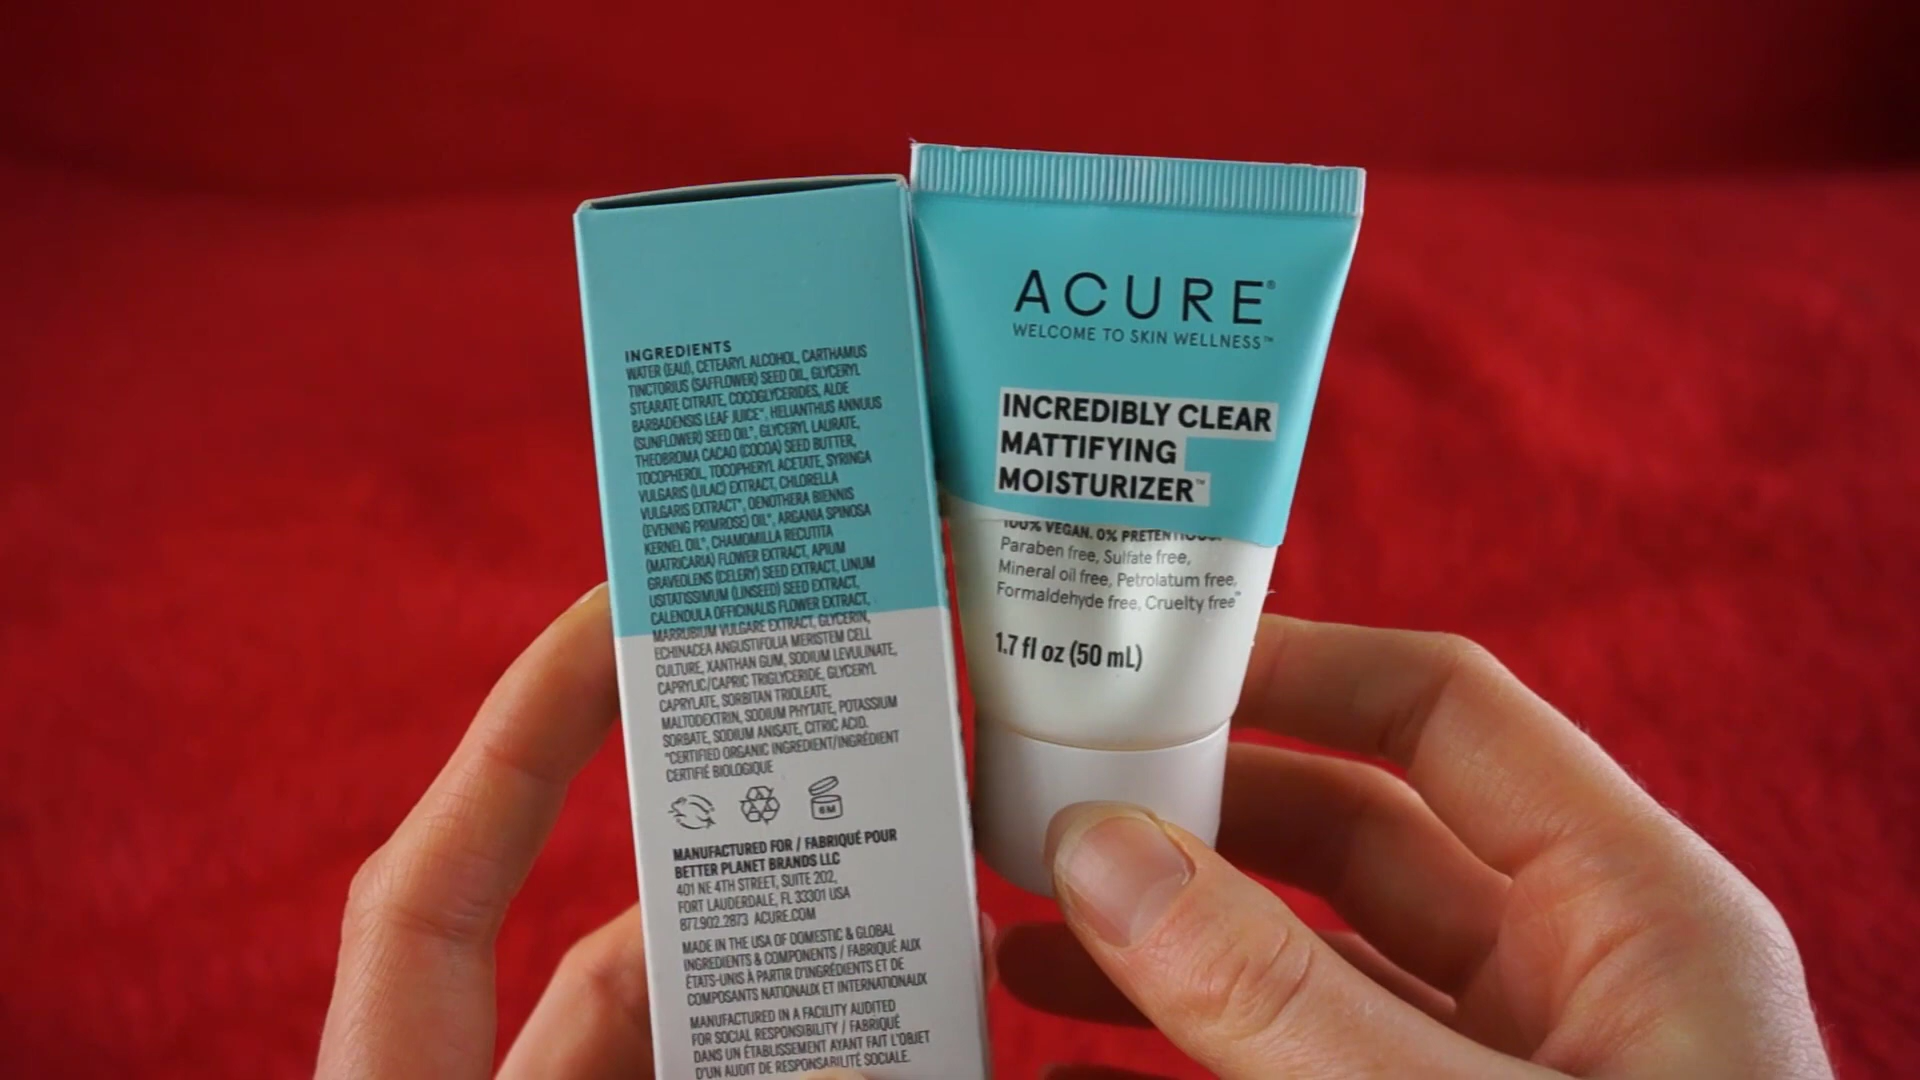 INGREDIENTS
WATER (EAU), CETEARYL ALCOHOL, CARTHAMUS
TINCTORIUS (SAFFLOWER) SEED OIL, GLYCERYL
STEARATE CITRATE, COCOGLYCERIDES, ALOE
BARBADENSIS LEAF JUICE*, HELIANTHUS ANNUUS
(SUNFLOWER) SEED OIL*, GLYCERYL LAURATE,
THEOBROMA CACAO (COCOA) SEED BUTTER,
TOCOPHEROL, TOCOPHERYL ACETATE, SYRINGA
VULGARIS (LILAC) EXTRACT, CHLORELLA
VULGARIS EXTRACT*, OENOTHERA BIENNIS
(EVENING PRIMROSE) OIL*, ARGANIA SPINOSA
KERNEL OIL*, CHAMOMILLA RECUTITA
(MATRICARIA) FLOWER EXTRACT, APIUM
GRAVEOLENS (CELERY) SEED EXTRACT, LINUM
USITATISSIMUM (LINSEED) SEED EXTRACT,
CALENDULA OFFICINALIS FLOWER EXTRACT,
MARRUBIUM VULGARE EXTRACT, GLYCERIN,
ECHINACEA ANGUSTIFOLIA MERISTEM CELL
CULTURE, XANTHAN GUM, SODIUM LEVULINATE,
CAPRYLIC/CAPRIC TRIGLYCERIDE, GLYCERYL
CAPRYLATE, SORBITAN TRIOLEATE,
MALTODEXTRIN, SODIUM PHYTATE, POTASSIUM
SORBATE, SODIUM ANISATE, CITRIC ACID.
*CERTIFIED ORGANIC INGREDIENT/INGRÉDIENT
CERTIFIÉ BIOLOGIQUE
6M
MANUFACTURED FOR / FABRIQUÉ POUR
BETTER PLANET BRANDS LLC
401 NE 4TH STREET, SUITE 202,
FORT LAUDERDALE, FL 33301 USA
877.902.2873 ACURE.COM
MADE IN THE USA OF DOMESTIC & GLOBAL
INGREDIENTS & COMPONENTS / FABRIQUÉ AUX
ÉTATS-UNIS À PARTIR D'INGRÉDIENTS ET DE
COMPOSANTS NATIONAUX ET INTERNATIONAUX
MANUFACTURED IN A FACILITY AUDITED
FOR SOCIAL RESPONSIBILITY / FABRIQUÉ
DANS UN ÉTABLISSEMENT AYANT FAIT L'OBJET
D'UN AUDIT DE RESPONSABILITÉ SOCIALE.
ACURE®
WELCOME TO SKIN WELLNESS™
INCREDIBLY CLEAR
MATTIFYING
MOISTURIZER™
100% VEGAN. 0% PRETENTIOUS.
Paraben free, Sulfate free,
Mineral oil free, Petrolatum free,
Formaldehyde free, Cruelty free™
1.7 fl oz (50 mL)